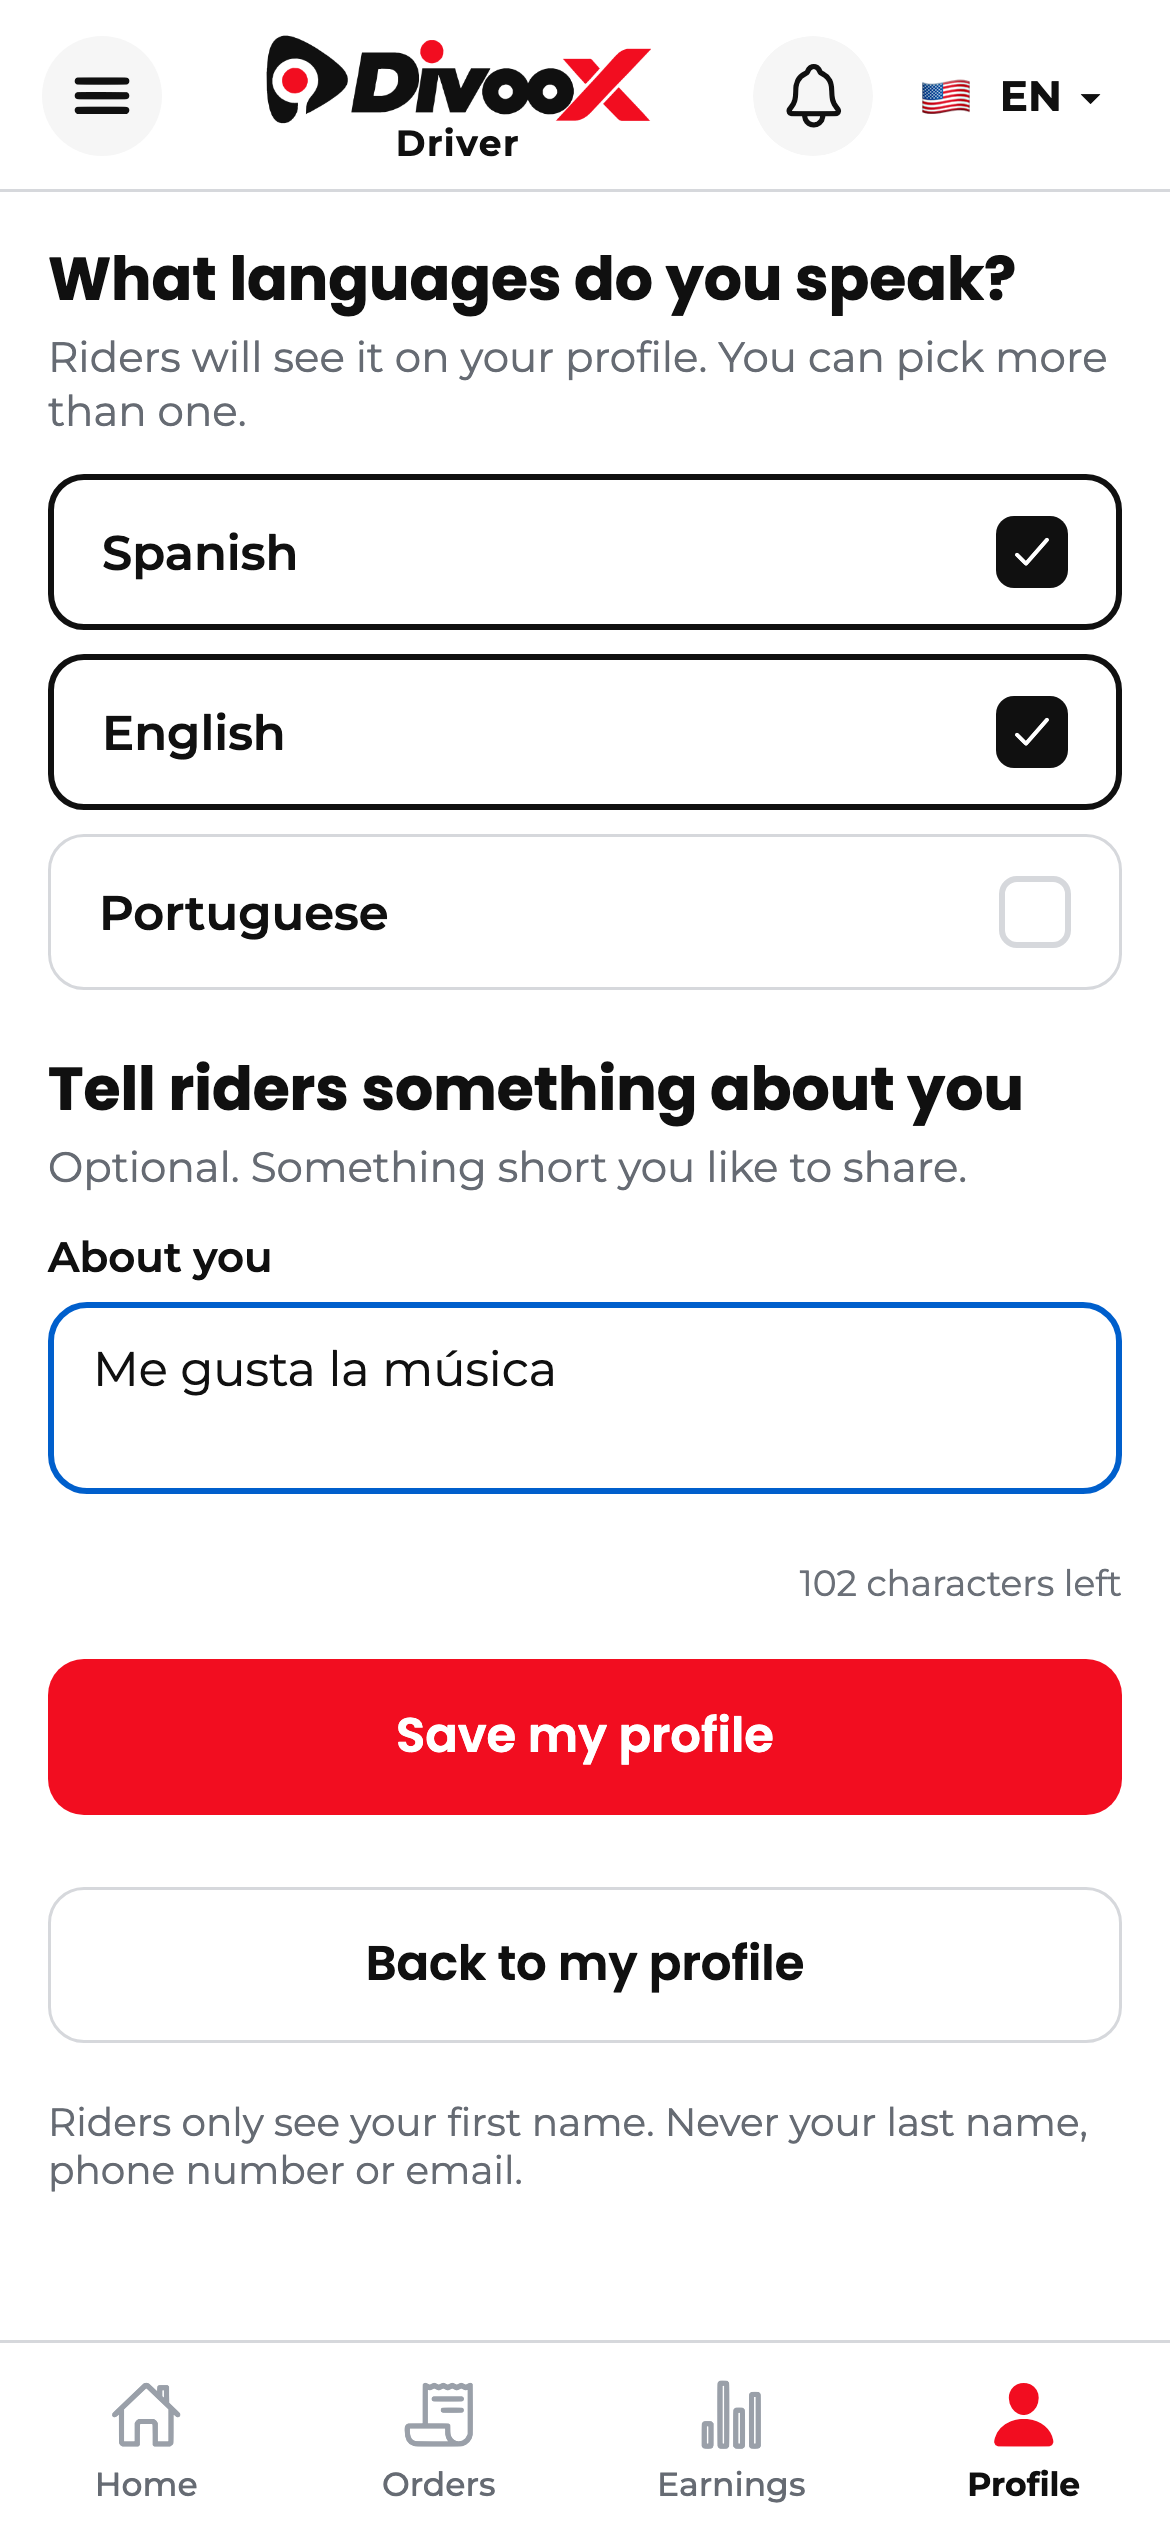 DivooX
Driver
EN
What languages do you speak?
Riders will see it on your profile. You can pick more
than one.
Spanish
English
Portuguese
Tell riders something about you
Optional. Something short you like to share.
About you
Me gusta la música
102 characters left
Save my profile
Back to my profile
Riders only see your first name. Never your last name,
phone number or email.
Home
Orders
Earnings
Profile